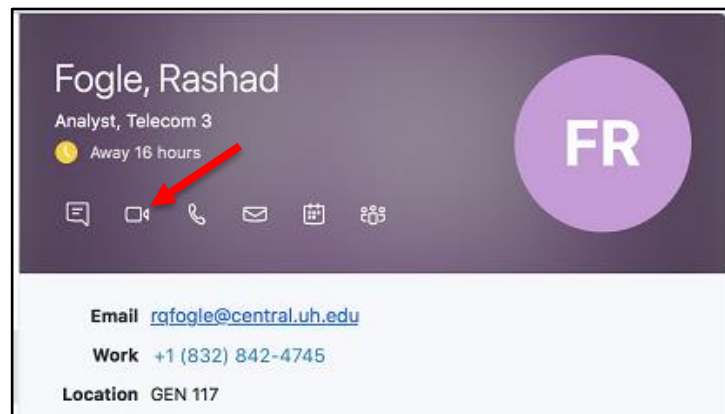 Fogle, Rashad
Analyst, Telecom 3
Away 16 hours
FR
Email rqfogle@central.uh.edu
Work +1 (832) 842-4745
Location GEN 117